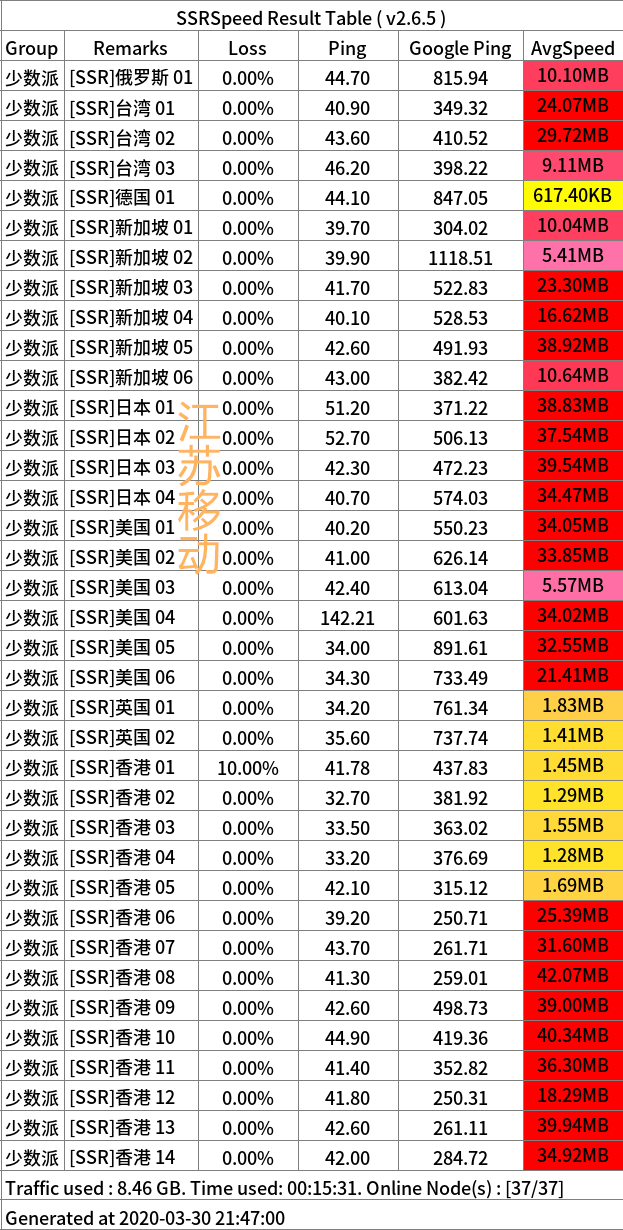 SSRSpeed Result Table ( v2.6.5 )
Group Remarks Loss Ping Google Ping AvgSpeed
少数派 [SSR]俄罗斯 01 0.00% 44.70 815.94 10.10MB
少数派 [SSR]台湾 01 0.00% 40.90 349.32 24.07MB
少数派 [SSR]台湾 02 0.00% 43.60 410.52 29.72MB
少数派 [SSR]台湾 03 0.00% 46.20 398.22 9.11MB
少数派 [SSR]德国 01 0.00% 44.10 847.05 617.40KB
少数派 [SSR]新加坡 01 0.00% 39.70 304.02 10.04MB
少数派 [SSR]新加坡 02 0.00% 39.90 1118.51 5.41MB
少数派 [SSR]新加坡 03 0.00% 41.70 522.83 23.30MB
少数派 [SSR]新加坡 04 0.00% 40.10 528.53 16.62MB
少数派 [SSR]新加坡 05 0.00% 42.60 491.93 38.92MB
少数派 [SSR]新加坡 06 0.00% 43.00 382.42 10.64MB
少数派 [SSR]日本 01 0.00% 51.20 371.22 38.83MB
少数派 [SSR]日本 02 0.00% 52.70 506.13 37.54MB
少数派 [SSR]日本 03 0.00% 42.30 472.23 39.54MB
少数派 [SSR]日本 04 0.00% 40.70 574.03 34.47MB
少数派 [SSR]美国 01 0.00% 40.20 550.23 34.05MB
少数派 [SSR]美国 02 0.00% 41.00 626.14 33.85MB
少数派 [SSR]美国 03 0.00% 42.40 613.04 5.57MB
少数派 [SSR]美国 04 0.00% 142.21 601.63 34.02MB
少数派 [SSR]美国 05 0.00% 34.00 891.61 32.55MB
少数派 [SSR]美国 06 0.00% 34.30 733.49 21.41MB
少数派 [SSR]英国 01 0.00% 34.20 761.34 1.83MB
少数派 [SSR]英国 02 0.00% 35.60 737.74 1.41MB
少数派 [SSR]香港 01 10.00% 41.78 437.83 1.45MB
少数派 [SSR]香港 02 0.00% 32.70 381.92 1.29MB
少数派 [SSR]香港 03 0.00% 33.50 363.02 1.55MB
少数派 [SSR]香港 04 0.00% 33.20 376.69 1.28MB
少数派 [SSR]香港 05 0.00% 42.10 315.12 1.69MB
少数派 [SSR]香港 06 0.00% 39.20 250.71 25.39MB
少数派 [SSR]香港 07 0.00% 43.70 261.71 31.60MB
少数派 [SSR]香港 08 0.00% 41.30 259.01 42.07MB
少数派 [SSR]香港 09 0.00% 42.60 498.73 39.00MB
少数派 [SSR]香港 10 0.00% 44.90 419.36 40.34MB
少数派 [SSR]香港 11 0.00% 41.40 352.82 36.30MB
少数派 [SSR]香港 12 0.00% 41.80 250.31 18.29MB
少数派 [SSR]香港 13 0.00% 42.60 261.11 39.94MB
少数派 [SSR]香港 14 0.00% 42.00 284.72 34.92MB
Traffic used : 8.46 GB. Time used: 00:15:31. Online Node(s) : [37/37]
Generated at 2020-03-30 21:47:00
江苏移动